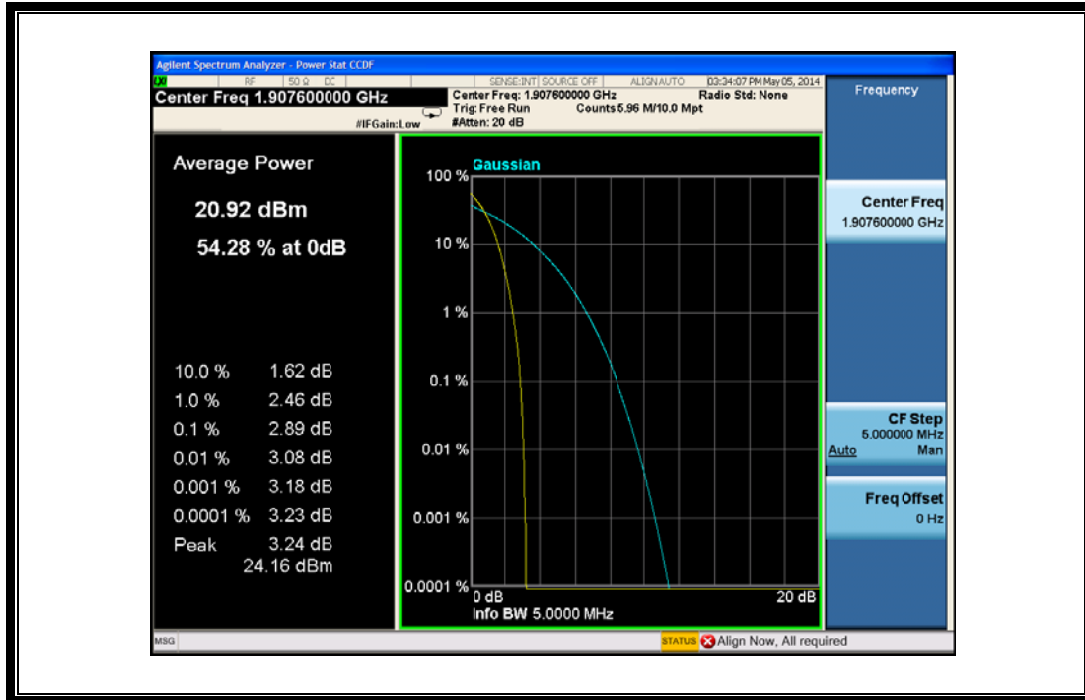 Agilent Spectrum Analyzer - Power Stat CCDF
LXI RF 50 Ω DC SENSE:INT SOURCE OFF ALIGNAUTO 03:34:07 PM May 05, 2014
Center Freq 1.907600000 GHz
Center Freq: 1.907600000 GHz Radio Std: None
Trig: Free Run Counts5.96 M/10.0 Mpt
#IFGain:Low #Atten: 20 dB
Frequency
Average Power
20.92 dBm
54.28 % at 0dB
10.0 % 1.62 dB
1.0 % 2.46 dB
0.1 % 2.89 dB
0.01 % 3.08 dB
0.001 % 3.18 dB
0.0001 % 3.23 dB
Peak 3.24 dB
24.16 dBm
Gaussian
100 %
10 %
1 %
0.1 %
0.01 %
0.001 %
0.0001 %
0 dB 20 dB
Info BW 5.0000 MHz
Center Freq
1.907600000 GHz
CF Step
5.000000 MHz
Auto Man
Freq Offset
0 Hz
MSG STATUS Align Now, All required